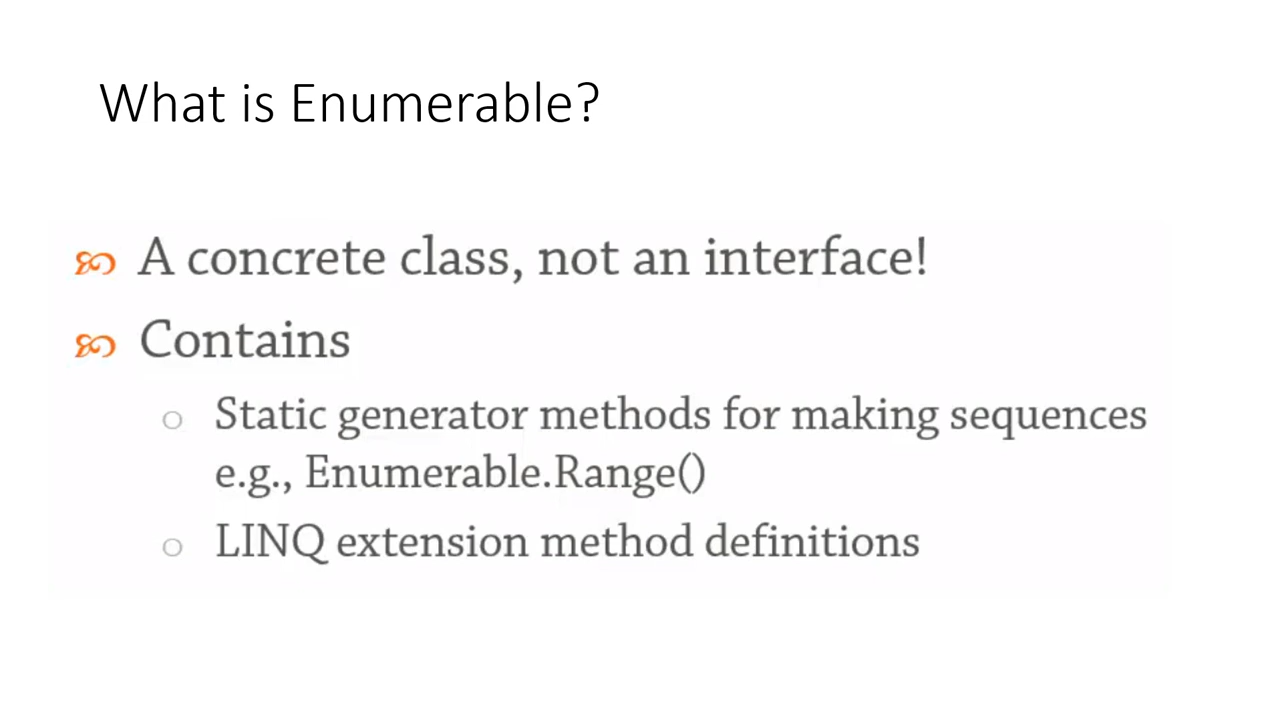 What is Enumerable?
A concrete class, not an interface!
Contains
Static generator methods for making sequences
e.g., Enumerable.Range()
LINQ extension method definitions